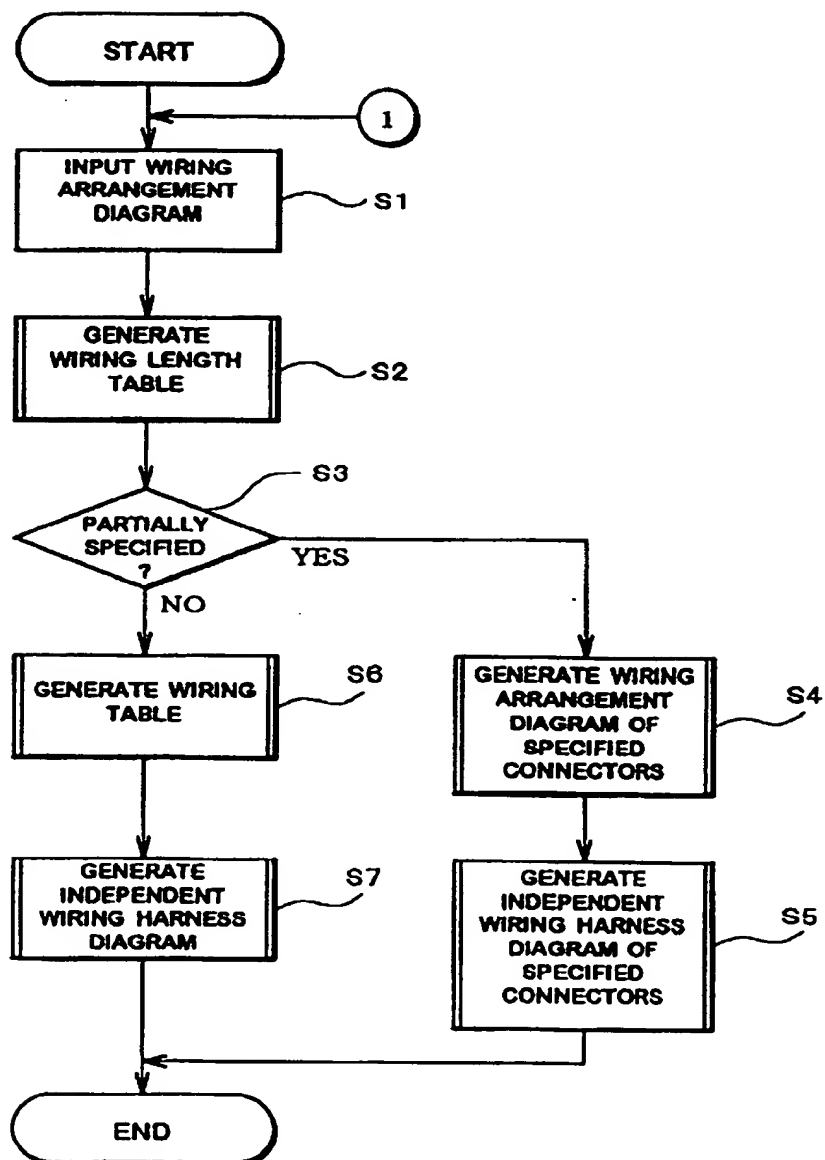 START
1
INPUT WIRING
ARRANGEMENT
DIAGRAM
S1
GENERATE
WIRING LENGTH
TABLE
S2
S3
PARTIALLY
SPECIFIED
?
YES
NO
GENERATE WIRING
TABLE
S6
GENERATE WIRING
ARRANGEMENT
DIAGRAM OF
SPECIFIED
CONNECTORS
S4
GENERATE
INDEPENDENT
WIRING HARNESS
DIAGRAM
S7
GENERATE
INDEPENDENT
WIRING HARNESS
DIAGRAM OF
SPECIFIED
CONNECTORS
S5
END